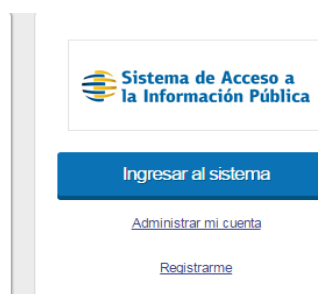 Sistema de Acceso a
la Información Pública
Ingresar al sistema
Administrar mi cuenta
Registrarme